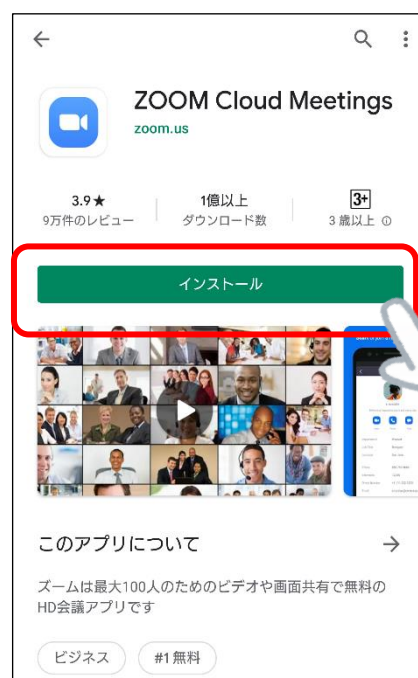 ZOOM Cloud Meetings
zoom.us
3.9★ 1億以上 3+
9万件のレビュー ダウンロード数 3 歳以上
インストール
このアプリについて
ズームは最大100人のためのビデオや画面共有で無料の
HD会議アプリです
ビジネス #1 無料